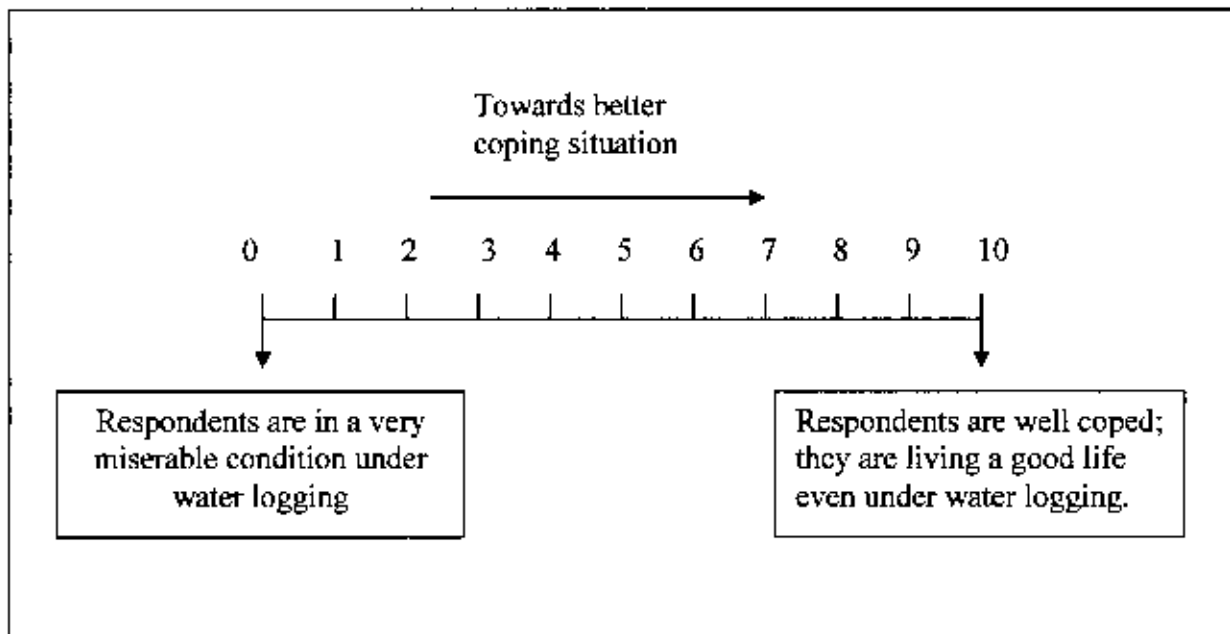 Towards better
coping situation
0 1 2 3 4 5 6 7 8 9 10
Respondents are in a very
miserable condition under
water logging
Respondents are well coped;
they are living a good life
even under water logging.